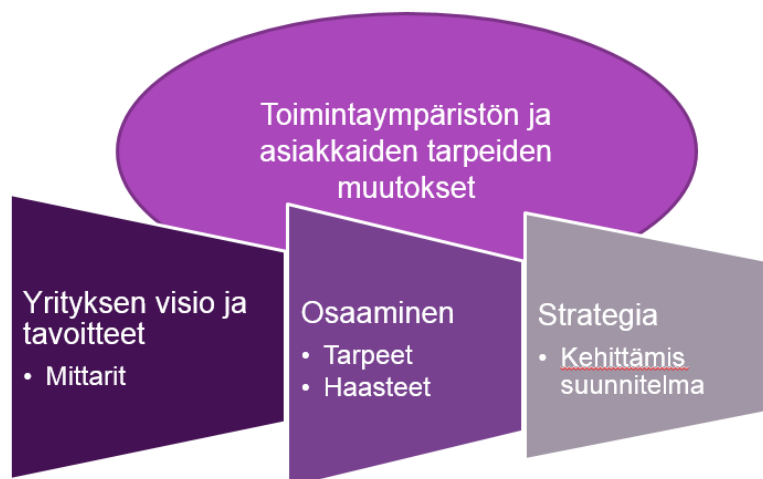 Toimintaympäristön ja
asiakkaiden tarpeiden
muutokset
Yrityksen visio ja
tavoitteet
• Mittarit
Osaaminen
• Tarpeet
• Haasteet
Strategia
• Kehittämis
suunnitelma